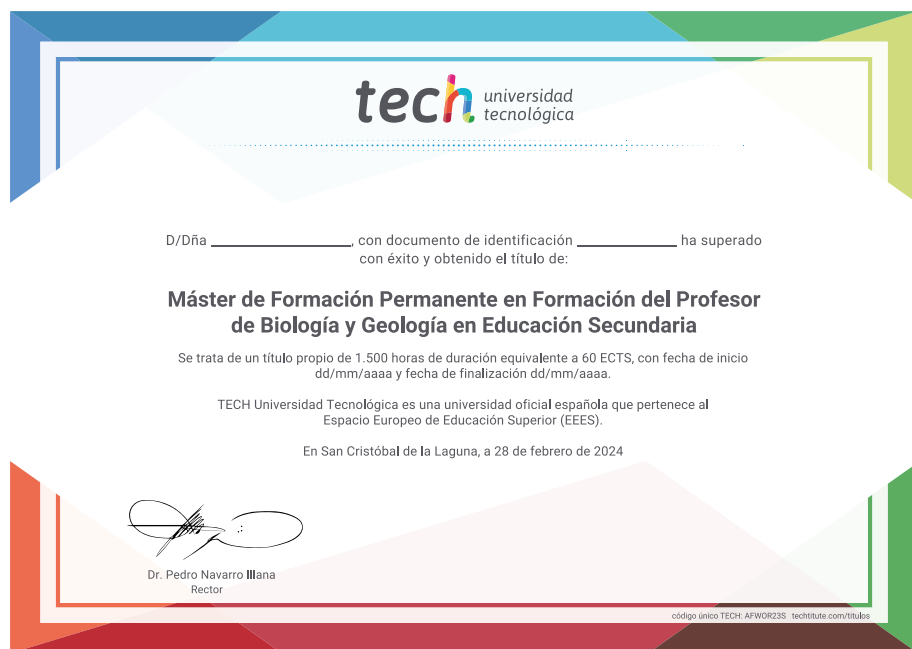 tech universidad
tecnológica
D/Dña ________________, con documento de identificación ____________ ha superado
con éxito y obtenido el título de:
Máster de Formación Permanente en Formación del Profesor
de Biología y Geología en Educación Secundaria
Se trata de un título propio de 1.500 horas de duración equivalente a 60 ECTS, con fecha de inicio
dd/mm/aaaa y fecha de finalización dd/mm/aaaa.
TECH Universidad Tecnológica es una universidad oficial española que pertenece al
Espacio Europeo de Educación Superior (EEES).
En San Cristóbal de la Laguna, a 28 de febrero de 2024
Dr. Pedro Navarro Illana
Rector
código único TECH: AFWOR23S techtitute.com/titulos